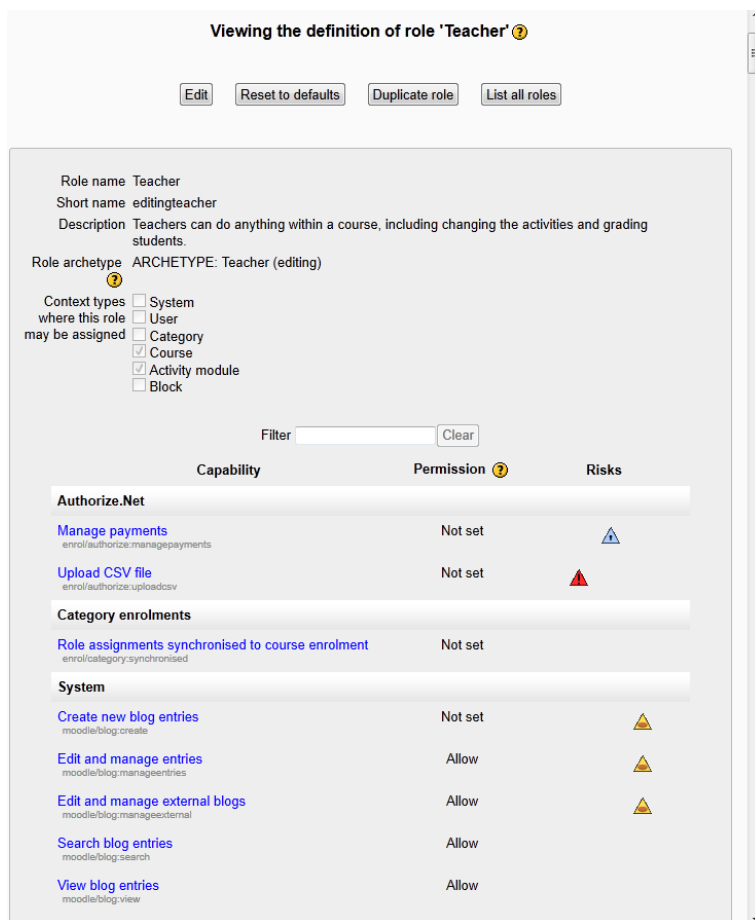 Viewing the definition of role 'Teacher'
Edit Reset to defaults Duplicate role List all roles
Role name Teacher
Short name editingteacher
Description Teachers can do anything within a course, including changing the activities and grading
students.
Role archetype ARCHETYPE: Teacher (editing)
Context types System
where this role User
may be assigned Category
Course
Activity module
Block
Filter Clear
Capability Permission Risks
Authorize.Net
Manage payments Not set
enrol/authorize:managepayments
Upload CSV file Not set
enrol/authorize:uploadcsv
Category enrolments
Role assignments synchronised to course enrolment Not set
enrol/category:synchronised
System
Create new blog entries Not set
moodle/blog:create
Edit and manage entries Allow
moodle/blog:manageentries
Edit and manage external blogs Allow
moodle/blog:manageexternal
Search blog entries Allow
moodle/blog:search
View blog entries Allow
moodle/blog:view